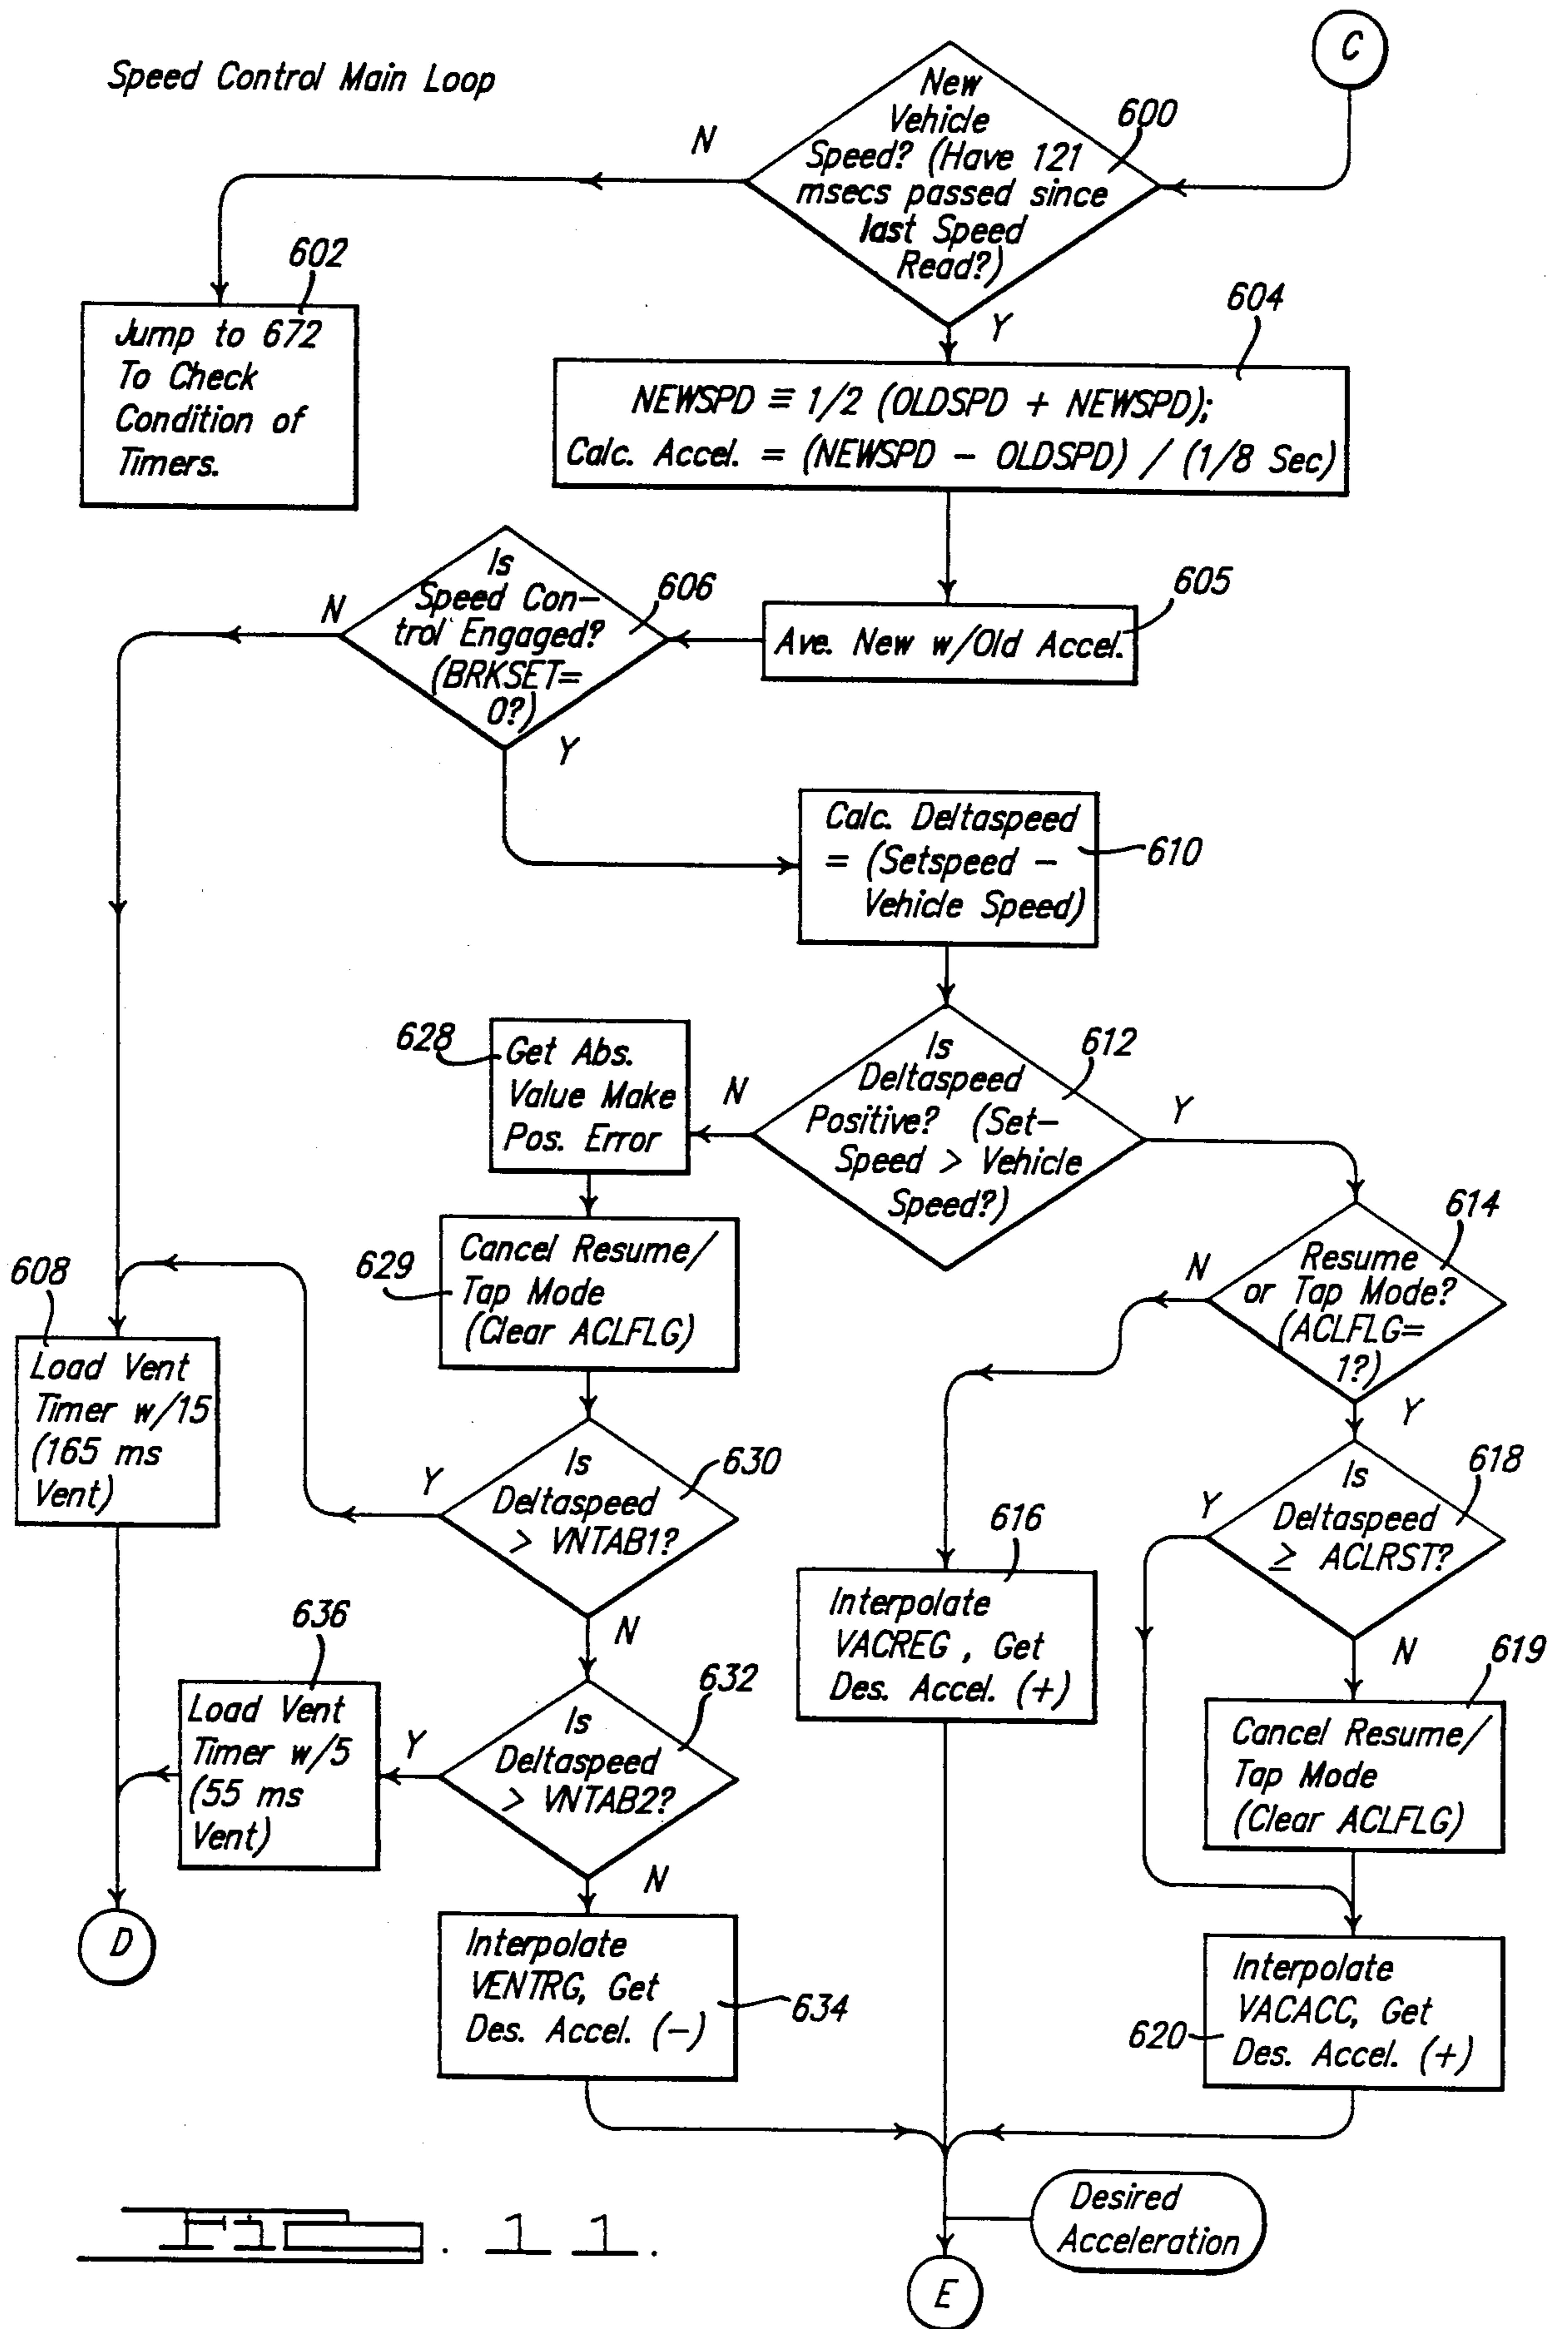 Speed Control Main Loop
C
New
Vehicle
Speed? (Have 121
msecs passed since
last Speed
Read?)
600
N
Y
602
Jump to 672
To Check
Condition of
Timers.
604
NEWSPD ≡ 1/2 (OLDSPD + NEWSPD);
Calc. Accel. = (NEWSPD – OLDSPD) / (1/8 Sec)
605
Ave. New w/Old Accel.
606
Is
Speed Con–
trol Engaged?
(BRKSET=
0?)
N
Y
Calc. Deltaspeed
= (Setspeed –
Vehicle Speed)
610
612
Is
Deltaspeed
Positive? (Set–
Speed > Vehicle
Speed?)
N
Y
628
Get Abs.
Value Make
Pos. Error
629
Cancel Resume/
Tap Mode
(Clear ACLFLG)
614
Resume
or Tap Mode?
(ACLFLG=
1?)
N
Y
608
Load Vent
Timer w/15
(165 ms
Vent)
630
Is
Deltaspeed
> VNTAB1?
Y
N
618
Is
Deltaspeed
≥ ACLRST?
Y
N
616
Interpolate
VACREG , Get
Des. Accel. (+)
636
Load Vent
Timer w/5
(55 ms
Vent)
632
Is
Deltaspeed
> VNTAB2?
Y
N
619
Cancel Resume/
Tap Mode
(Clear ACLFLG)
D
Interpolate
VENTRG, Get
Des. Accel. (–)
634
620
Interpolate
VACACC, Get
Des. Accel. (+)
Desired
Acceleration
E
Fig. 11.